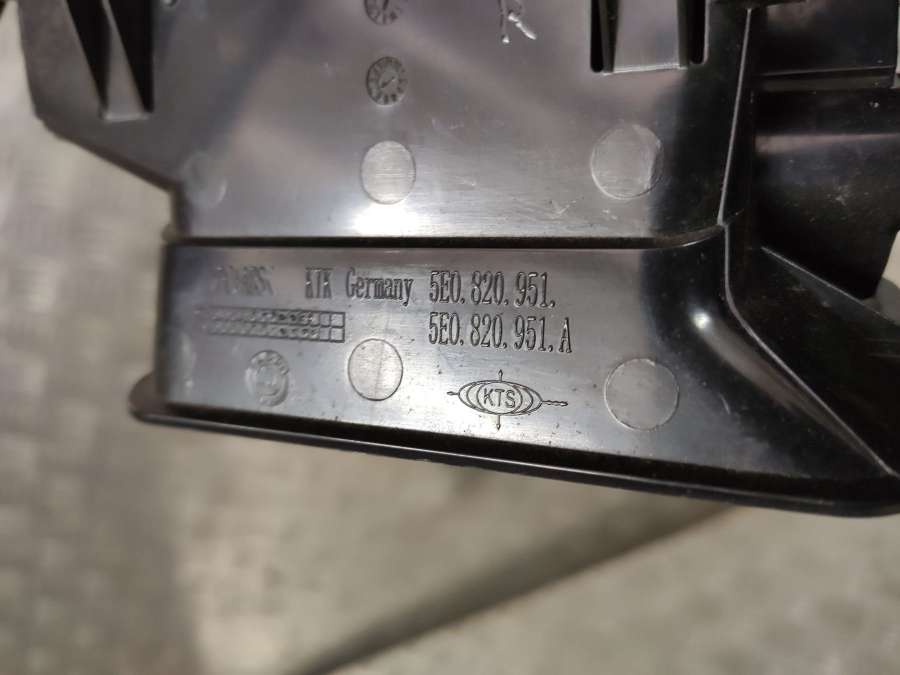 R
KTK Germany 5E0.820.951.
5E0.820.951.A
KTS